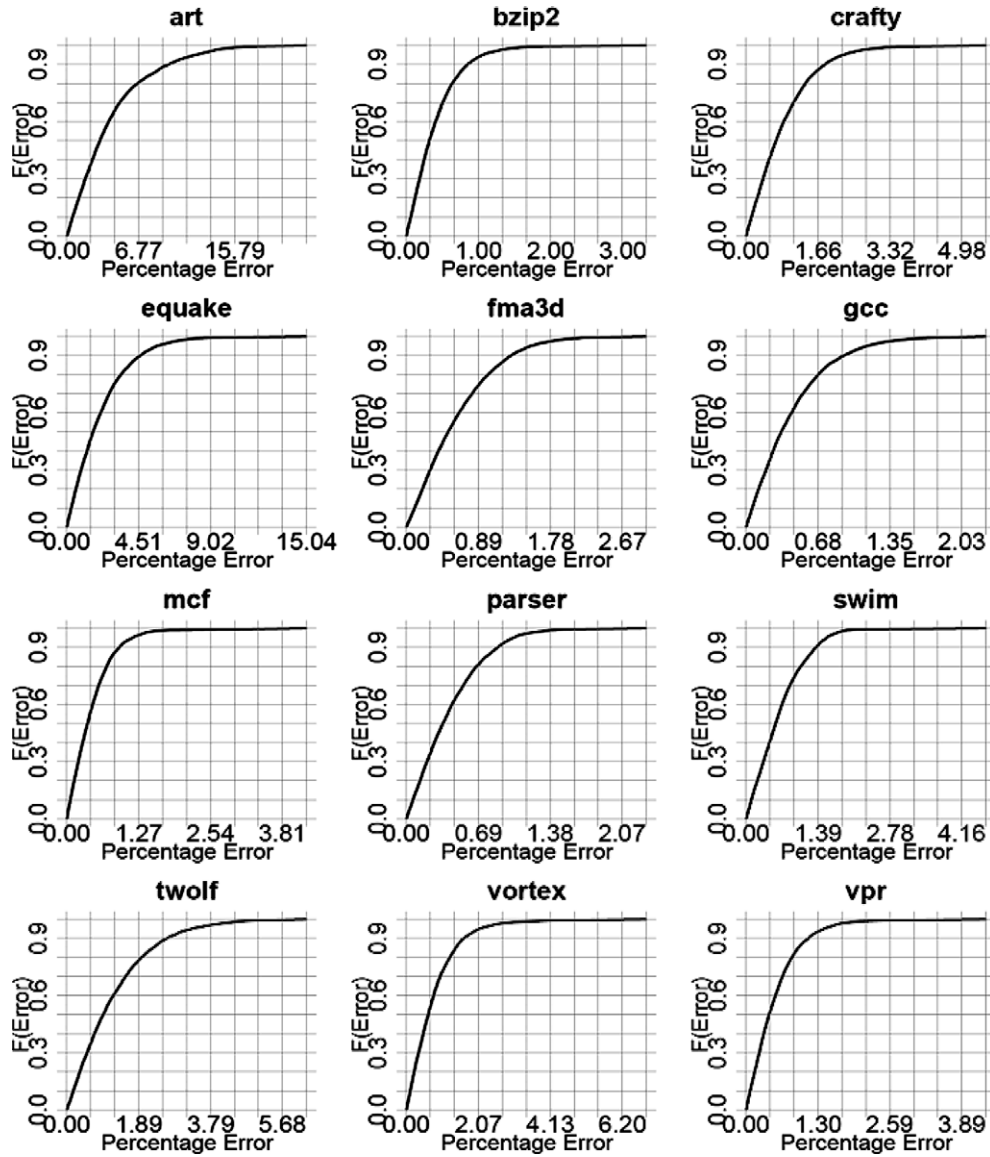 art
F(Error)
0.0 0.3 0.6 0.9
0.00 6.77 15.79
Percentage Error
bzip2
F(Error)
0.0 0.3 0.6 0.9
0.00 1.00 2.00 3.00
Percentage Error
crafty
F(Error)
0.0 0.3 0.6 0.9
0.00 1.66 3.32 4.98
Percentage Error
equake
F(Error)
0.0 0.3 0.6 0.9
0.00 4.51 9.02 15.04
Percentage Error
fma3d
F(Error)
0.0 0.3 0.6 0.9
0.00 0.89 1.78 2.67
Percentage Error
gcc
F(Error)
0.0 0.3 0.6 0.9
0.00 0.68 1.35 2.03
Percentage Error
mcf
F(Error)
0.0 0.3 0.6 0.9
0.00 1.27 2.54 3.81
Percentage Error
parser
F(Error)
0.0 0.3 0.6 0.9
0.00 0.69 1.38 2.07
Percentage Error
swim
F(Error)
0.0 0.3 0.6 0.9
0.00 1.39 2.78 4.16
Percentage Error
twolf
F(Error)
0.0 0.3 0.6 0.9
0.00 1.89 3.79 5.68
Percentage Error
vortex
F(Error)
0.0 0.3 0.6 0.9
0.00 2.07 4.13 6.20
Percentage Error
vpr
F(Error)
0.0 0.3 0.6 0.9
0.00 1.30 2.59 3.89
Percentage Error